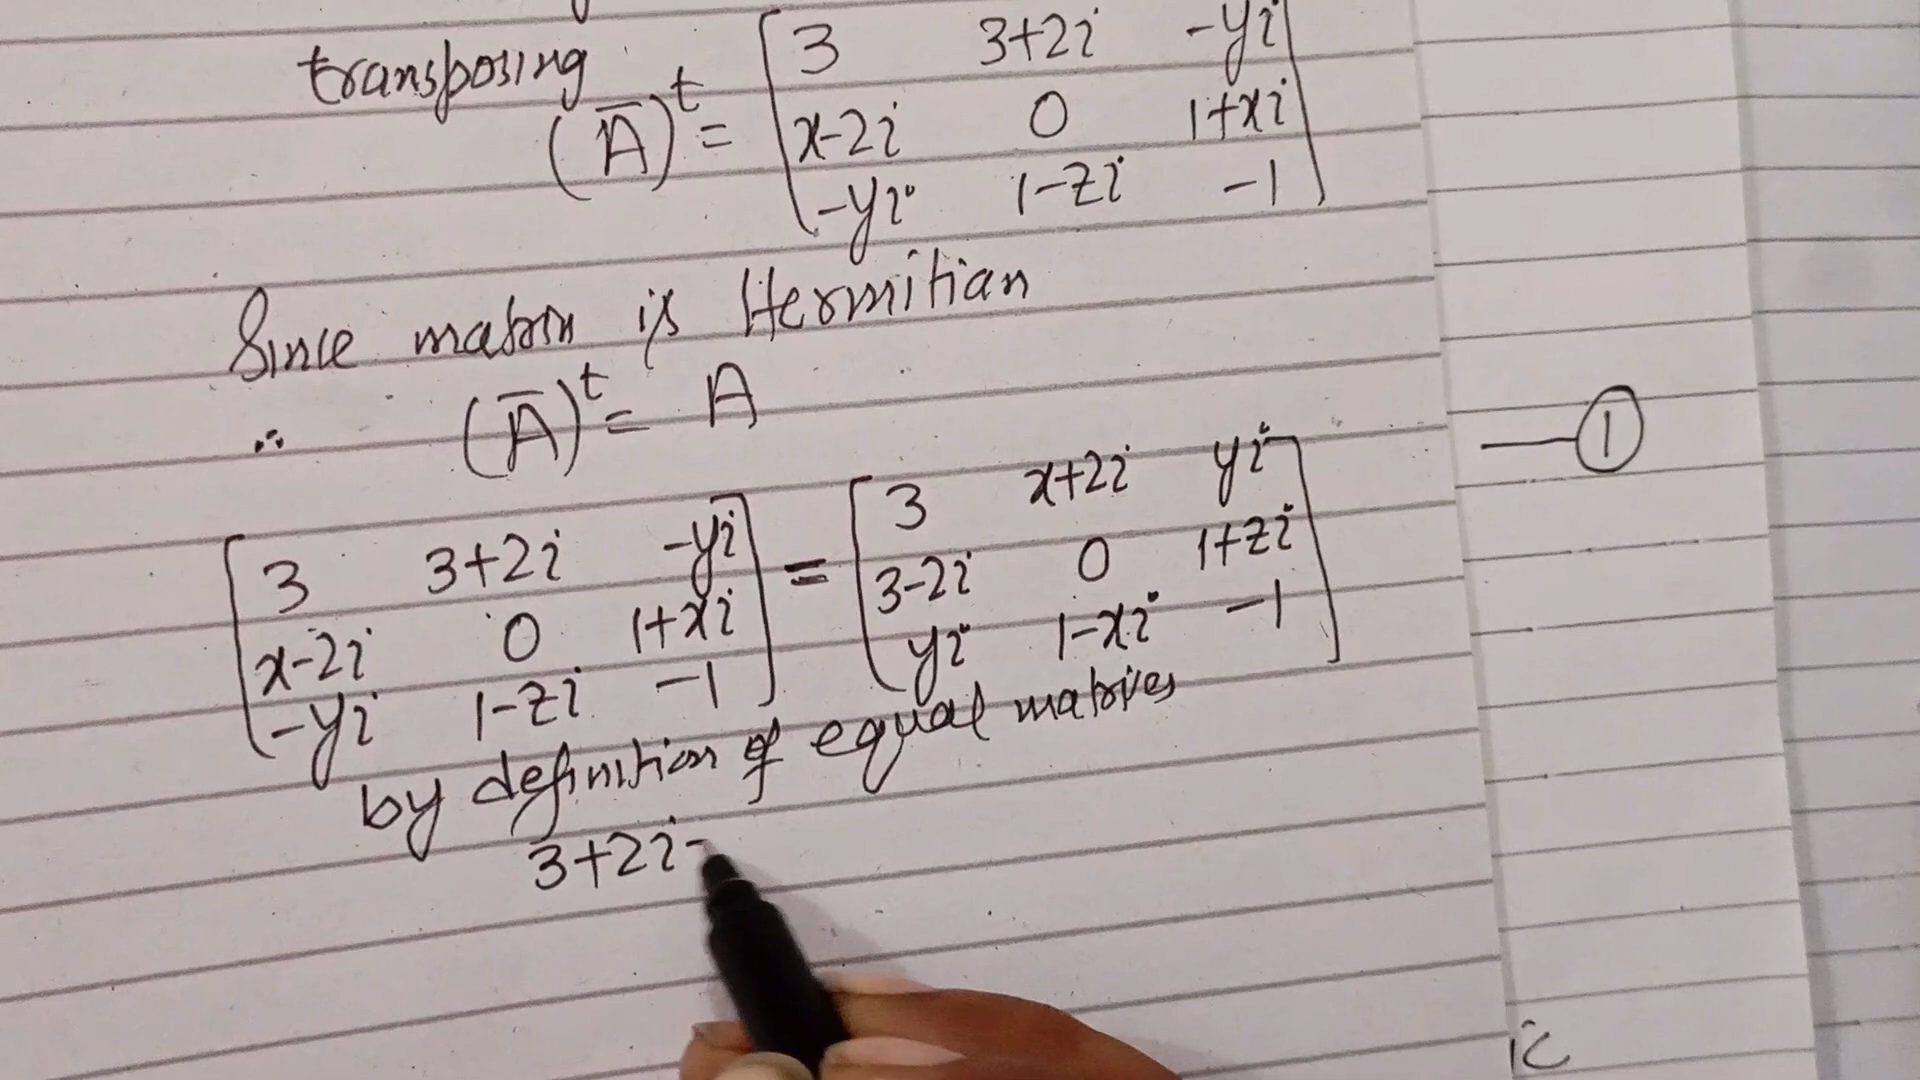 transposing
(Ā)ᵗ = [3 3+2i -yi
x-2i 0 1+xi
-yi 1-zi -1]
Since matrix is Hermitian
∴ (Ā)ᵗ = A —①
[3 3+2i -yi
x-2i 0 1+xi
-yi 1-zi -1] = [3 x+2i yi
3-2i 0 1+zi
yi 1-xi -1]
by definition of equal matrices
3+2i